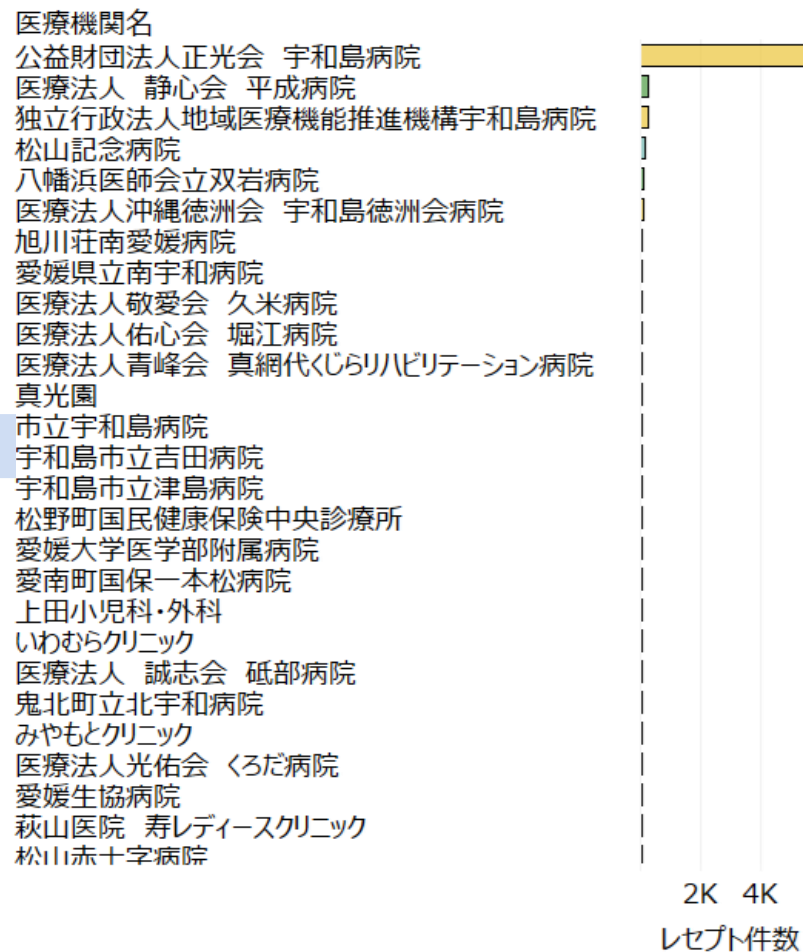 医療機関名
公益財団法人正光会　宇和島病院
医療法人　静心会　平成病院
独立行政法人地域医療機能推進機構宇和島病院
松山記念病院
八幡浜医師会立双岩病院
医療法人沖縄徳洲会　宇和島徳洲会病院
旭川荘南愛媛病院
愛媛県立南宇和病院
医療法人敬愛会　久米病院
医療法人佑心会　堀江病院
医療法人青峰会　真網代くじらリハビリテーション病院
真光園
市立宇和島病院
宇和島市立吉田病院
宇和島市立津島病院
松野町国民健康保険中央診療所
愛媛大学医学部附属病院
愛南町国保一本松病院
上田小児科・外科
いわむらクリニック
医療法人　誠志会　砥部病院
鬼北町立北宇和病院
みやもとクリニック
医療法人光佑会　くろだ病院
愛媛生協病院
萩山医院　寿レディースクリニック
松山赤十字病院
2K 4K
レセプト件数